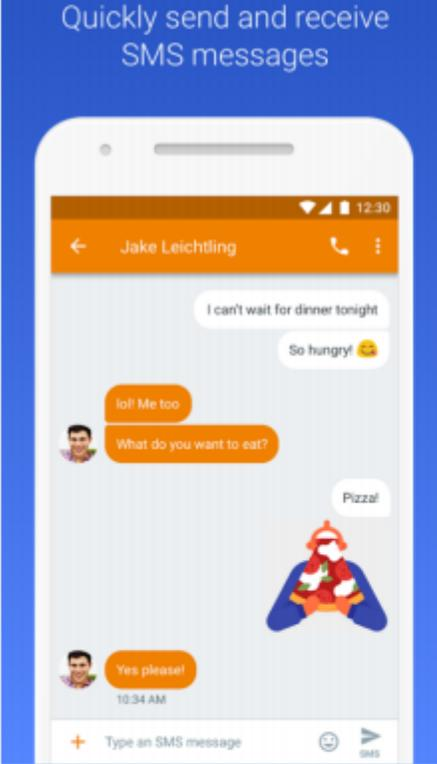 Quickly send and receive
SMS messages
12:30
Jake Leichtling
I can't wait for dinner tonight
So hungry! 😋
lol! Me too
What do you want to eat?
Pizza!
Yes please!
10:34 AM
Type an SMS message
SMS